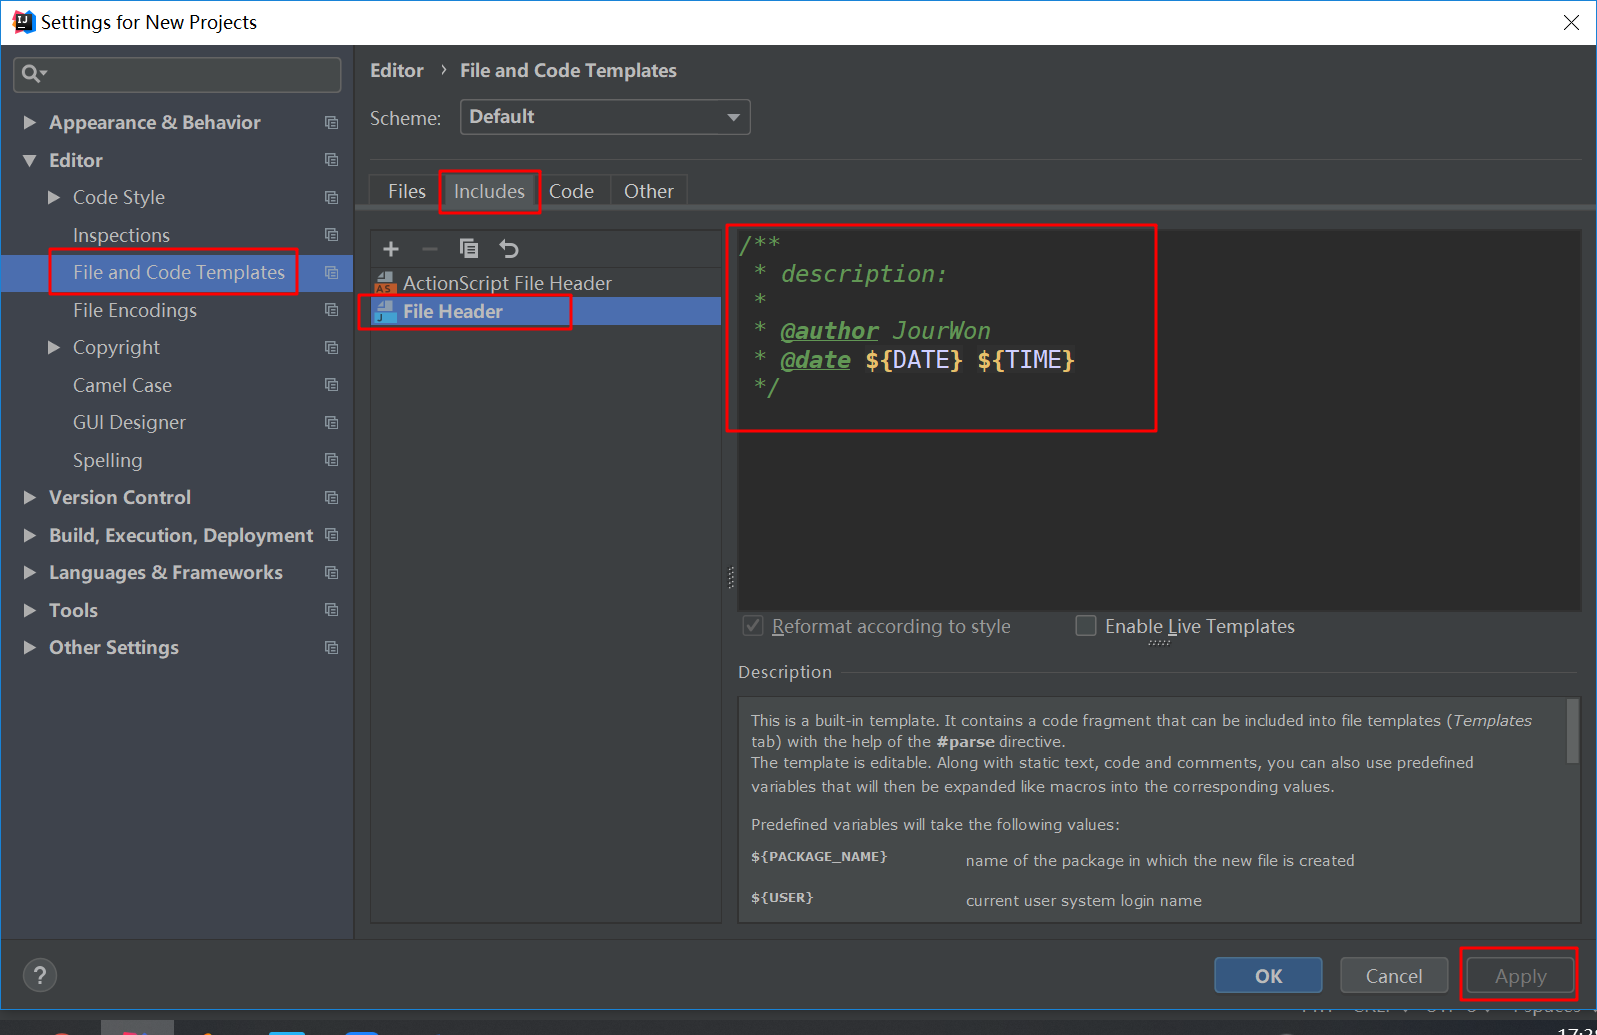 Settings for New Projects
Appearance & Behavior
Editor
Code Style
Inspections
File and Code Templates
File Encodings
Copyright
Camel Case
GUI Designer
Spelling
Version Control
Build, Execution, Deployment
Languages & Frameworks
Tools
Other Settings
Editor › File and Code Templates
Scheme: Default
Files Includes Code Other
ActionScript File Header
File Header
/**
* description:
*
* @author JourWon
* @date ${DATE} ${TIME}
*/
Reformat according to style Enable Live Templates
Description
This is a built-in template. It contains a code fragment that can be included into file templates (Templates
tab) with the help of the #parse directive.
The template is editable. Along with static text, code and comments, you can also use predefined
variables that will then be expanded like macros into the corresponding values.
Predefined variables will take the following values:
${PACKAGE_NAME} name of the package in which the new file is created
${USER} current user system login name
? OK Cancel Apply